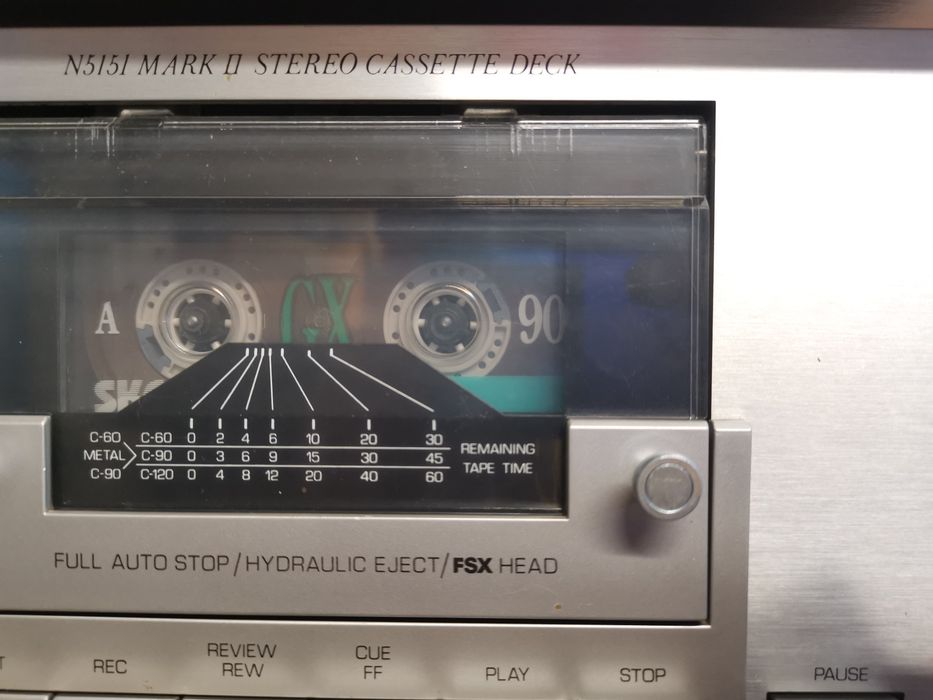 N5151 MARK II STEREO CASSETTE DECK
A GX 90
C-60 C-60 0 2 4 6 10 20 30
METAL C-90 0 3 6 9 15 30 45 REMAINING
C-90 C-120 0 4 8 12 20 40 60 TAPE TIME
FULL AUTO STOP/HYDRAULIC EJECT/FSX HEAD
REC REVIEW REW CUE FF PLAY STOP PAUSE